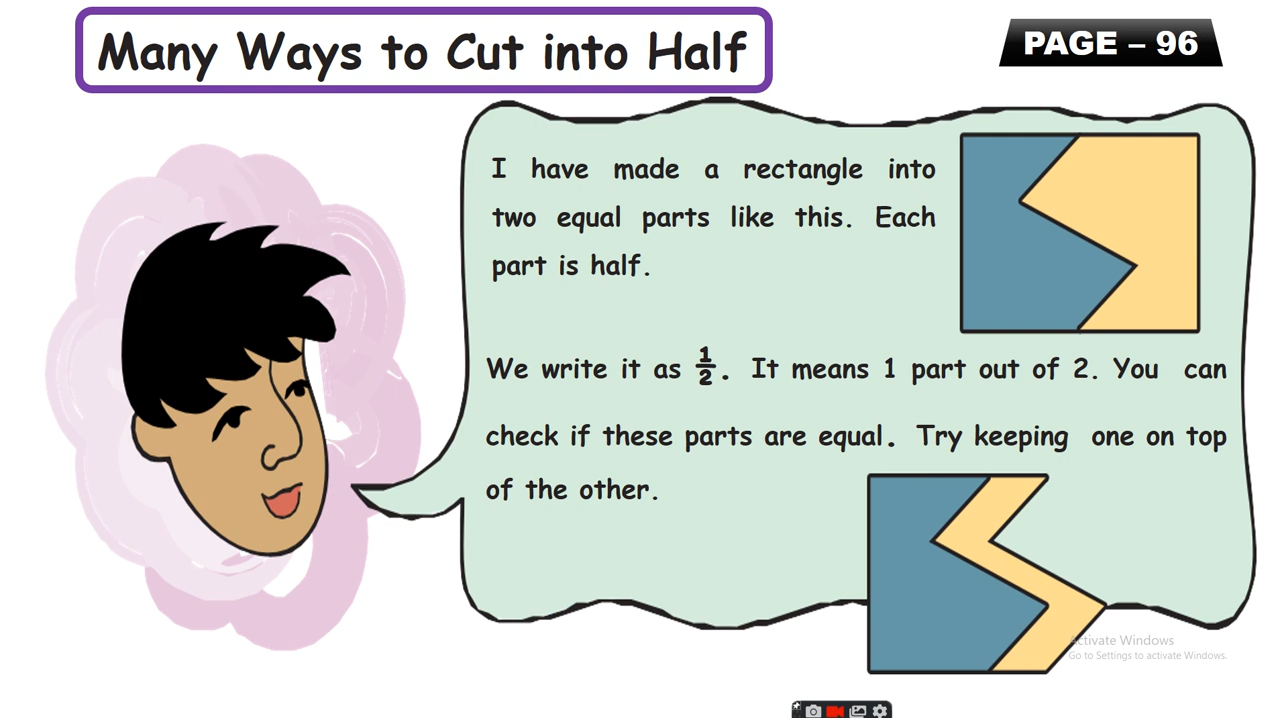 Many Ways to Cut into Half
PAGE – 96
I have made a rectangle into
two equal parts like this. Each
part is half.
We write it as 1/2. It means 1 part out of 2. You can
check if these parts are equal. Try keeping one on top
of the other.
Activate Windows
Go to Settings to activate Windows.